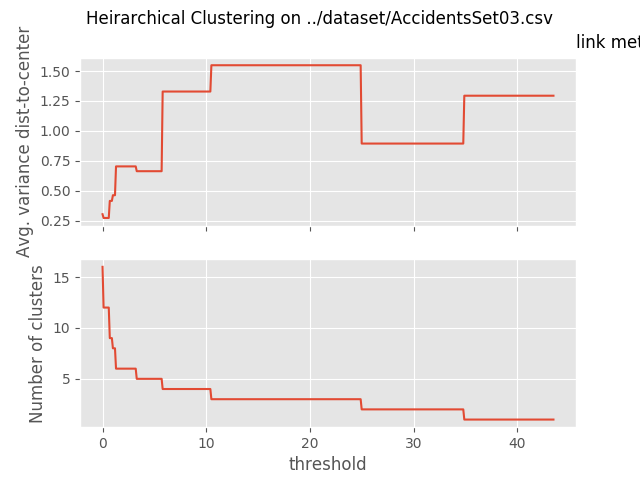 Heirarchical Clustering on ../dataset/AccidentsSet03.csv
link met
Avg. variance dist-to-center
1.50
1.25
1.00
0.75
0.50
0.25
Number of clusters
15
10
5
0 10 20 30 40
threshold